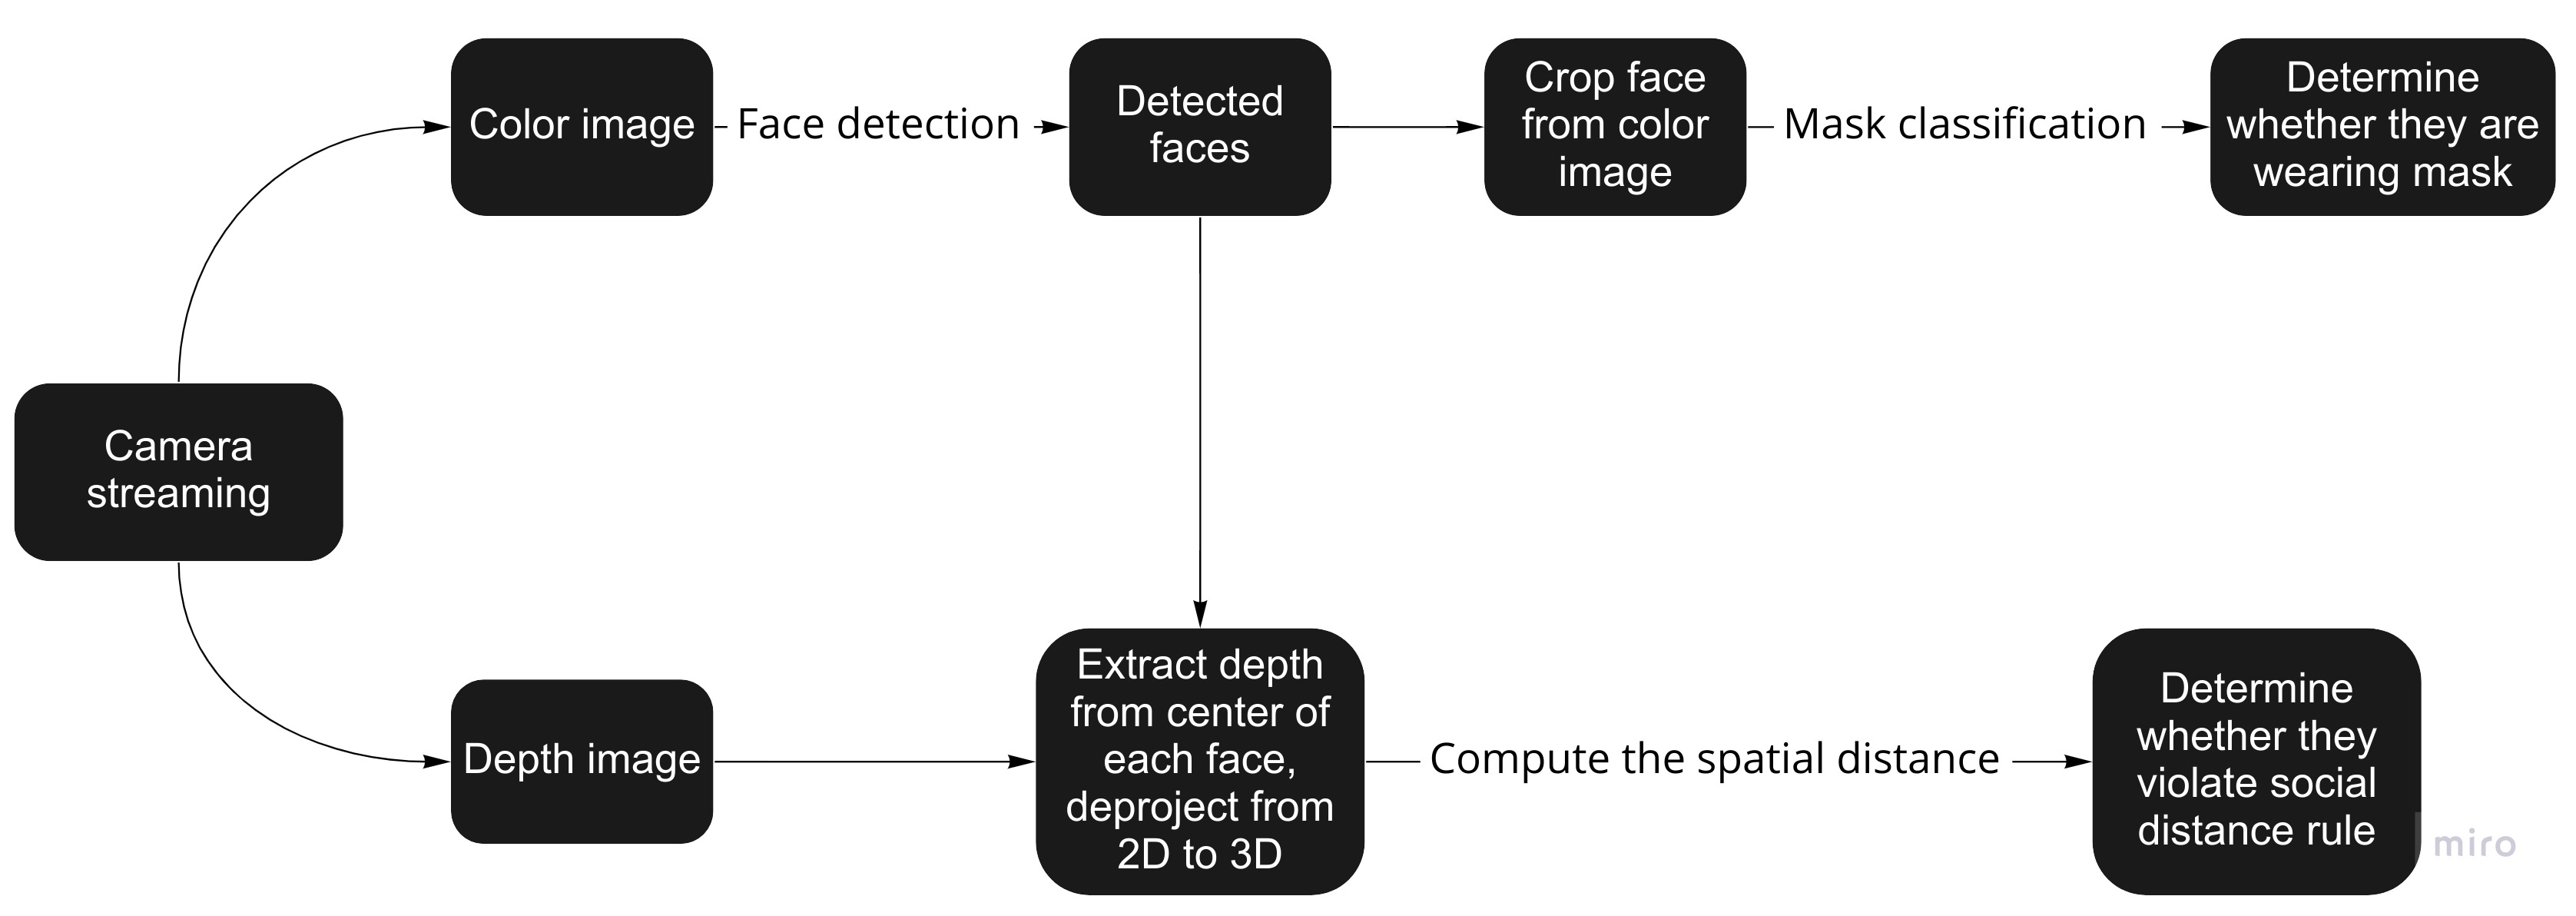 Color image
Face detection
Detected
faces
Crop face
from color
image
Mask classification
Determine
whether they are
wearing mask
Camera
streaming
Depth image
Extract depth
from center of
each face,
deproject from
2D to 3D
Compute the spatial distance
Determine
whether they
violate social
distance rule
miro